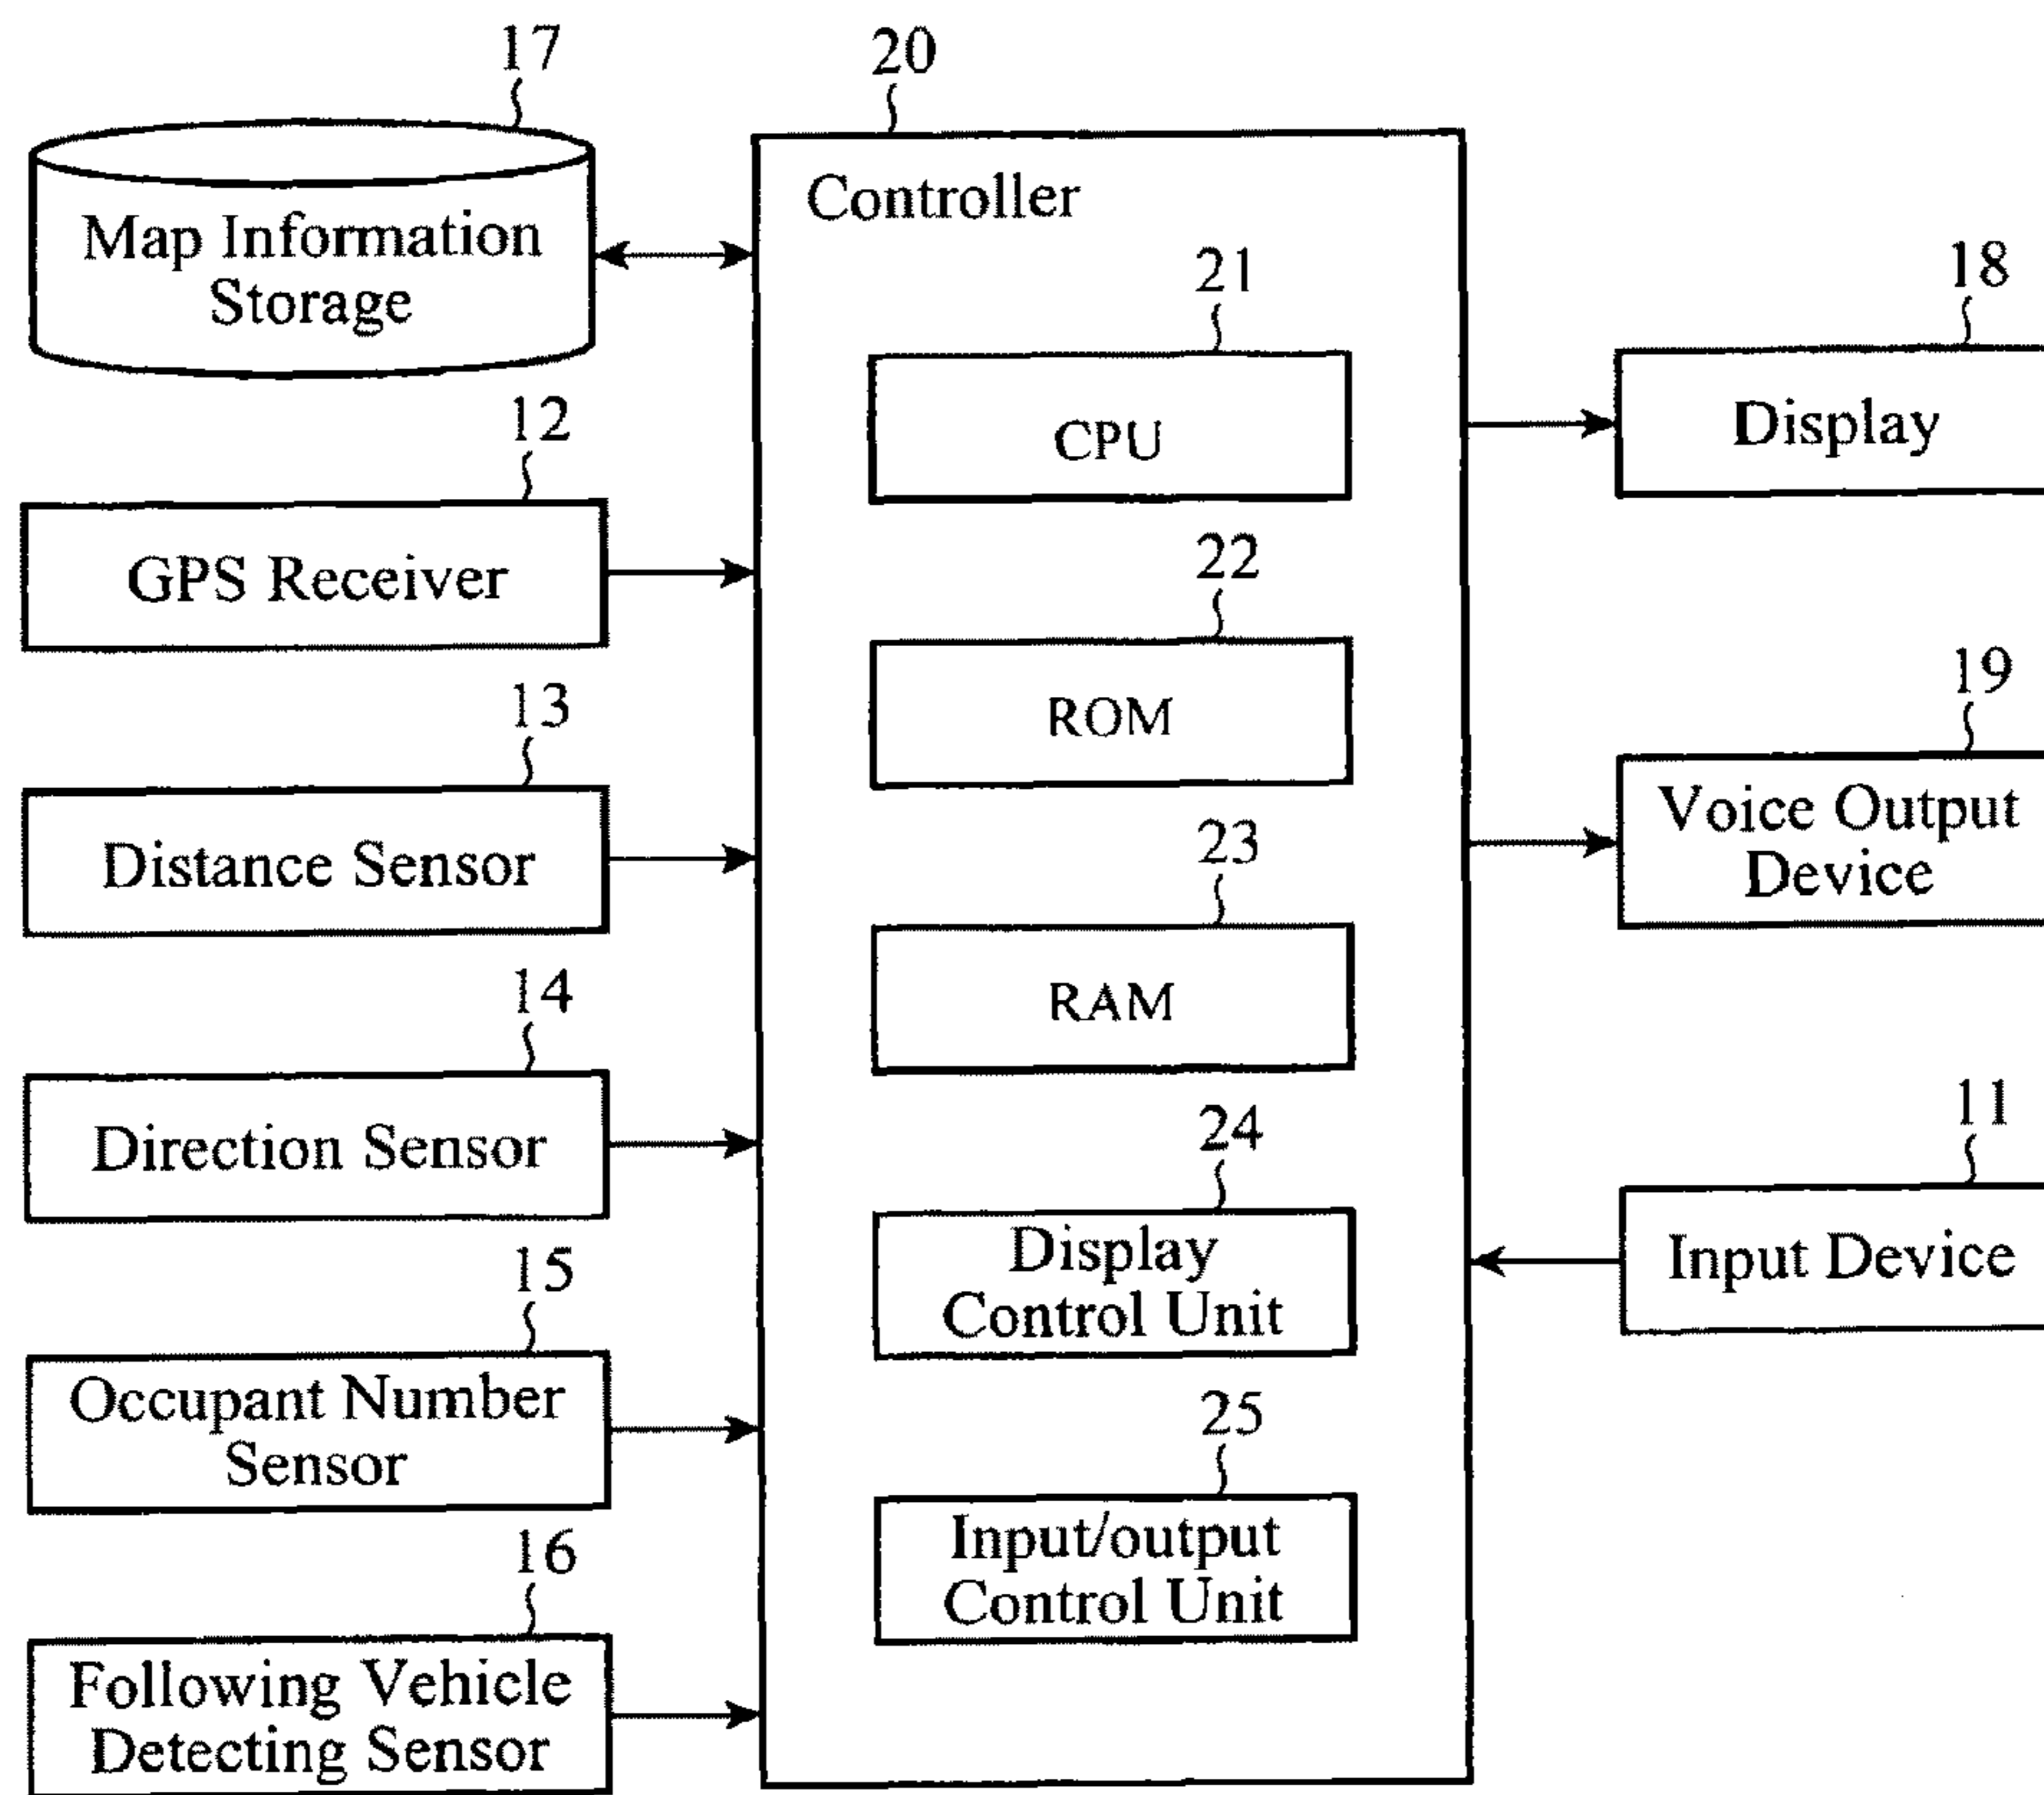 17
Map Information
Storage
12
GPS Receiver
13
Distance Sensor
14
Direction Sensor
15
Occupant Number
Sensor
16
Following Vehicle
Detecting Sensor
20
Controller
21
CPU
22
ROM
23
RAM
24
Display
Control Unit
25
Input/output
Control Unit
18
Display
19
Voice Output
Device
11
Input Device